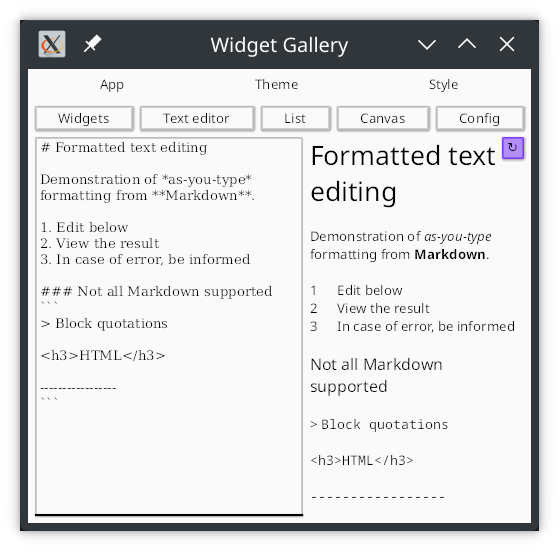 Widget Gallery
App Theme Style
Widgets Text editor List Canvas Config
# Formatted text editing

Demonstration of *as-you-type*
formatting from **Markdown**.

1. Edit below
2. View the result
3. In case of error, be informed

### Not all Markdown supported
```
> Block quotations

<h3>HTML</h3>

-----------------
```
Formatted text
editing
↻
Demonstration of as-you-type
formatting from Markdown.

1 Edit below
2 View the result
3 In case of error, be informed

Not all Markdown
supported

> Block quotations

<h3>HTML</h3>

-----------------